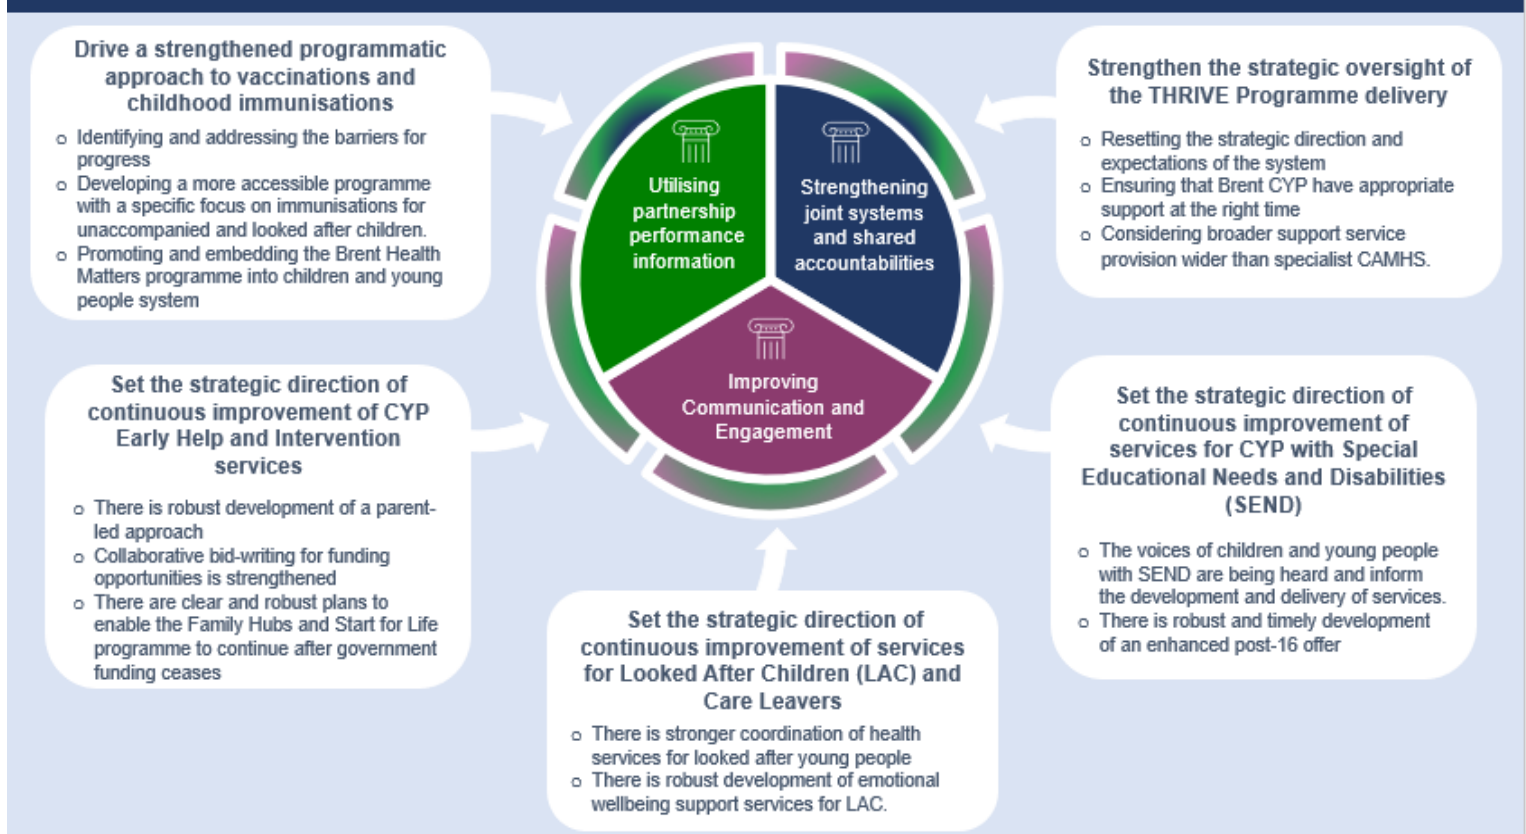 Drive a strengthened programmatic
approach to vaccinations and
childhood immunisations
o Identifying and addressing the barriers for
progress
o Developing a more accessible programme
with a specific focus on immunisations for
unaccompanied and looked after children.
o Promoting and embedding the Brent Health
Matters programme into children and young
people system
Utilising
partnership
performance
information
Strengthening
joint systems
and shared
accountabilities
Improving
Communication and
Engagement
Strengthen the strategic oversight of
the THRIVE Programme delivery
o Resetting the strategic direction and
expectations of the system
o Ensuring that Brent CYP have appropriate
support at the right time
o Considering broader support service
provision wider than specialist CAMHS.
Set the strategic direction of
continuous improvement of CYP
Early Help and Intervention
services
o There is robust development of a parent-
led approach
o Collaborative bid-writing for funding
opportunities is strengthened
o There are clear and robust plans to
enable the Family Hubs and Start for Life
programme to continue after government
funding ceases
Set the strategic direction of
continuous improvement of services
for Looked After Children (LAC) and
Care Leavers
o There is stronger coordination of health
services for looked after young people
o There is robust development of emotional
wellbeing support services for LAC.
Set the strategic direction of
continuous improvement of
services for CYP with Special
Educational Needs and Disabilities
(SEND)
o The voices of children and young people
with SEND are being heard and inform
the development and delivery of services.
o There is robust and timely development
of an enhanced post-16 offer